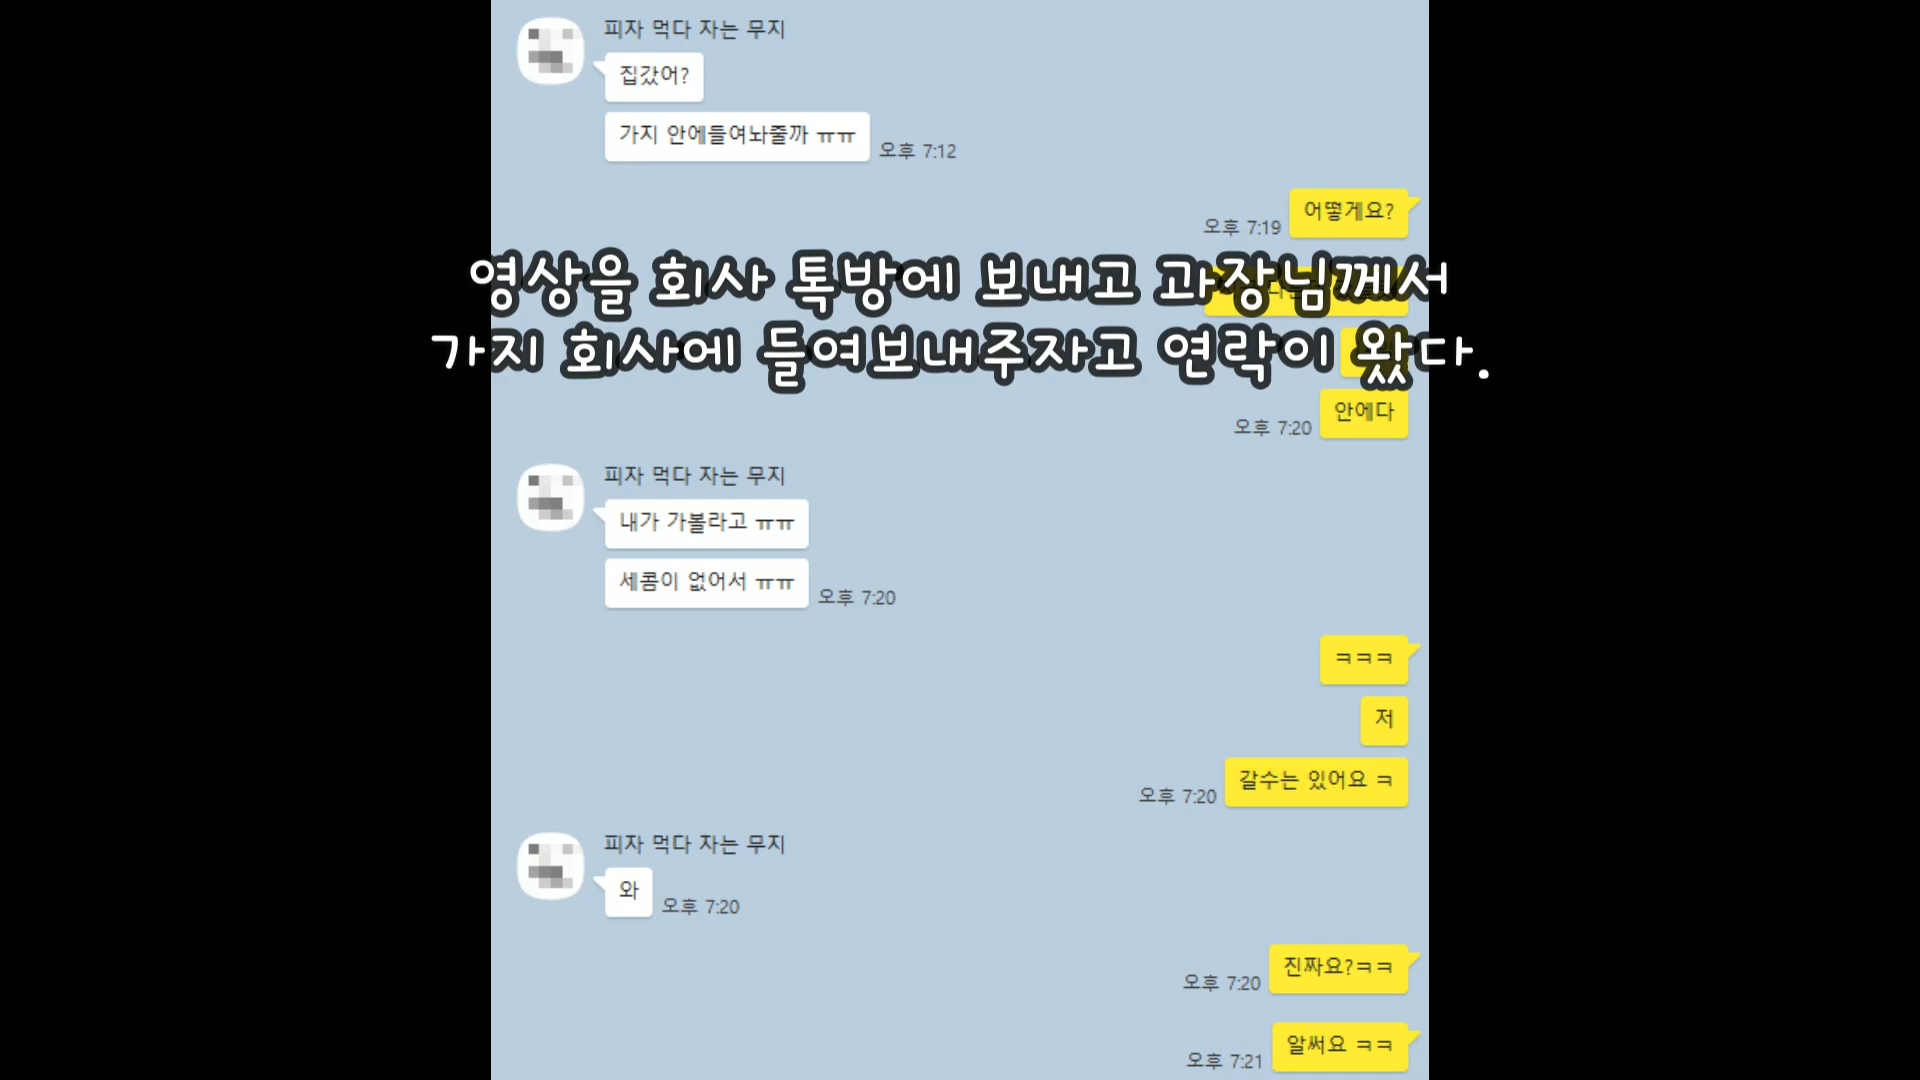 피자 먹다 자는 무지
집갔어?
가지 안에들여놔줄까 ㅠㅠ
오후 7:12
어떻게요?
오후 7:19
영상을 회사 톡방에 보내고 과장님께서
가지 회사에 들여보내주자고 연락이 왔다.
안에다
오후 7:20
피자 먹다 자는 무지
내가 가볼라고 ㅠㅠ
세콤이 없어서 ㅠㅠ
오후 7:20
ㅋㅋㅋ
저
갈수는 있어요 ㅋ
오후 7:20
피자 먹다 자는 무지
와
오후 7:20
진짜요?ㅋㅋ
오후 7:20
알써요 ㅋㅋ
오후 7:21